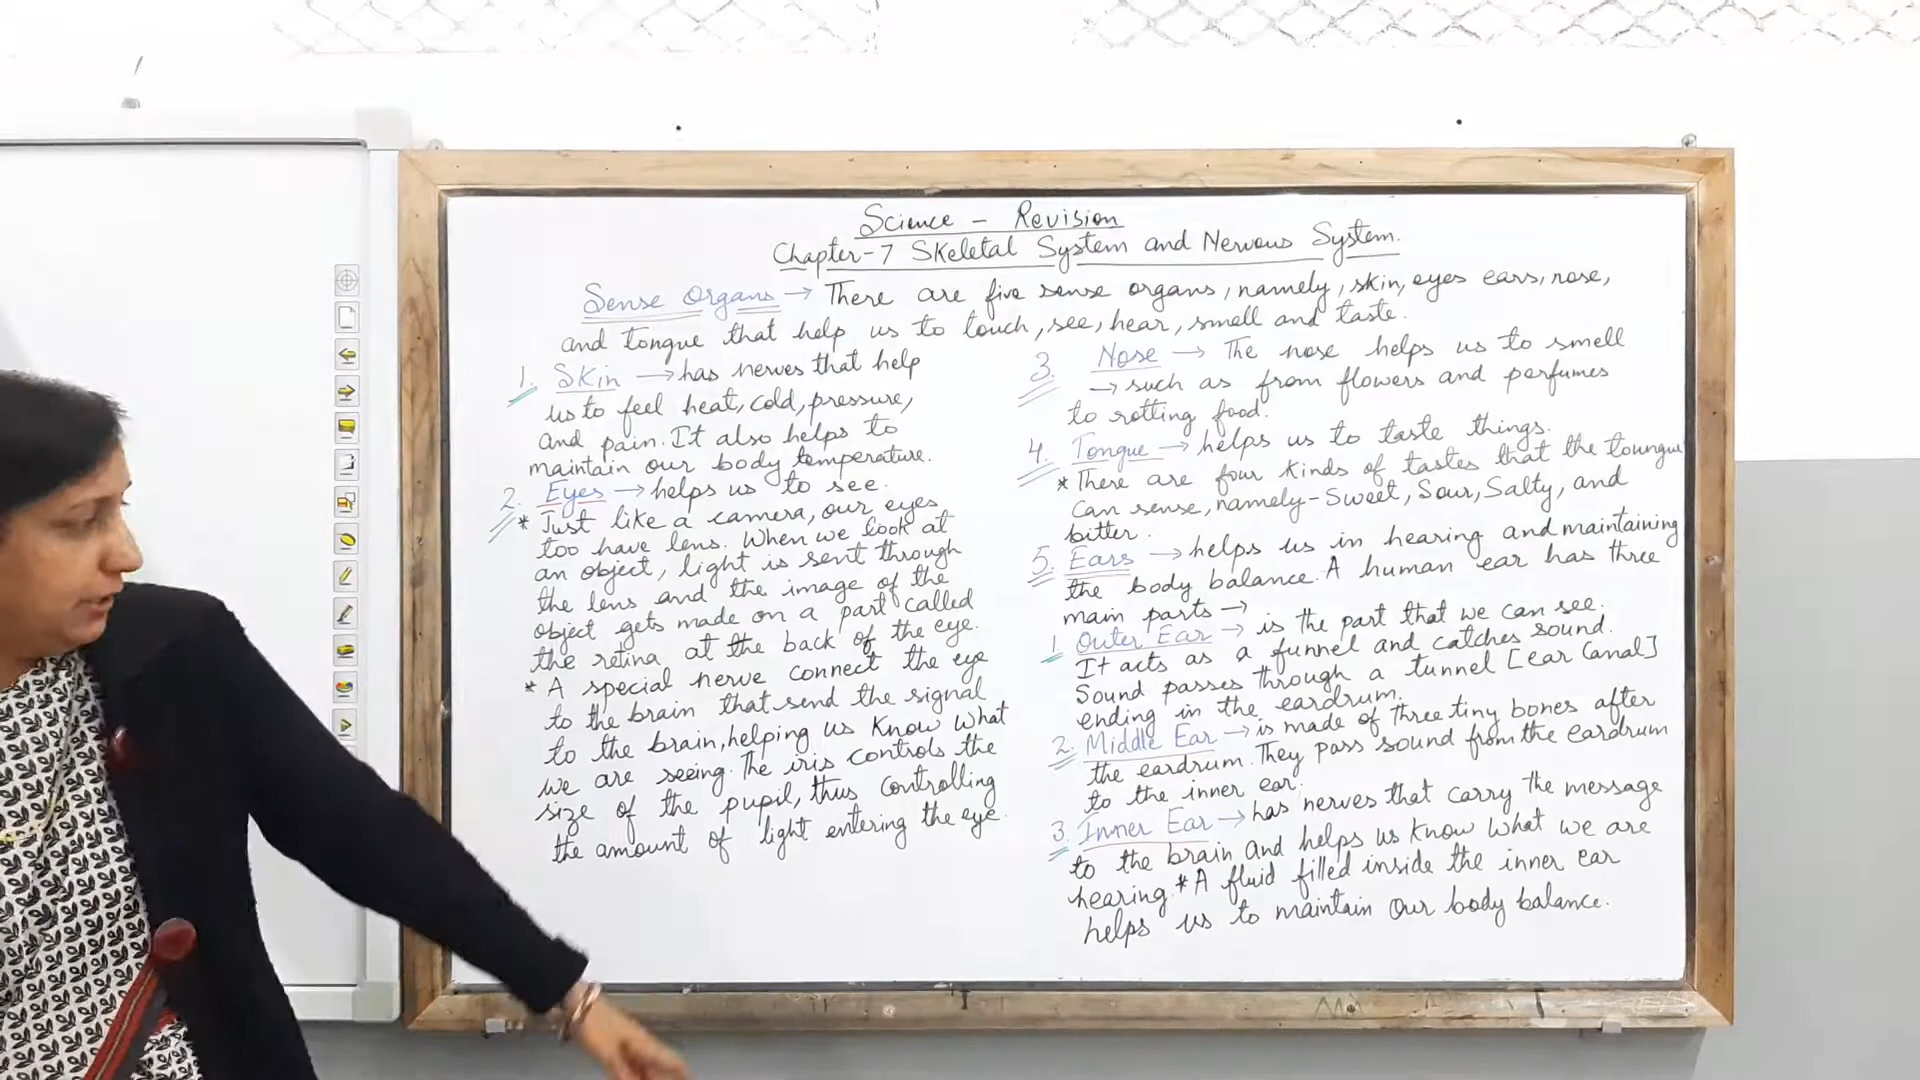 Science - Revision
Chapter-7 Skeletal System and Nervous System.
Sense Organs → There are five sense organs, namely, skin, eyes ears, nose,
and tongue that help us to touch, see, hear, smell and taste.
1. Skin → has nerves that help
us to feel heat, cold, pressure,
and pain. It also helps to
maintain our body temperature.
2. Eyes → helps us to see.
* Just like a camera, our eyes
too have lens. When we look at
an object, light is sent through
the lens and the image of the
object gets made on a part called
the retina at the back of the eye.
* A special nerve connect the eye
to the brain that send the signal
to the brain, helping us know what
we are seeing. The iris controls the
size of the pupil, thus controlling
the amount of light entering the eye.
3. Nose → The nose helps us to smell
→ such as from flowers and perfumes
to rotting food.
4. Tongue → helps us to taste things.
* There are four kinds of tastes that the toungue
can sense, namely - Sweet, Sour, Salty, and
bitter.
5. Ears → helps us in hearing and maintaining
the body balance. A human ear has three
main parts →
1. Outer Ear → is the part that we can see.
It acts as a funnel and catches sound.
Sound passes through a tunnel [ear canal]
ending in the eardrum.
2. Middle Ear → is made of three tiny bones after
the eardrum. They pass sound from the eardrum
to the inner ear.
3. Inner Ear → has nerves that carry the message
to the brain and helps us know what we are
hearing. * A fluid filled inside the inner ear
helps us to maintain our body balance.